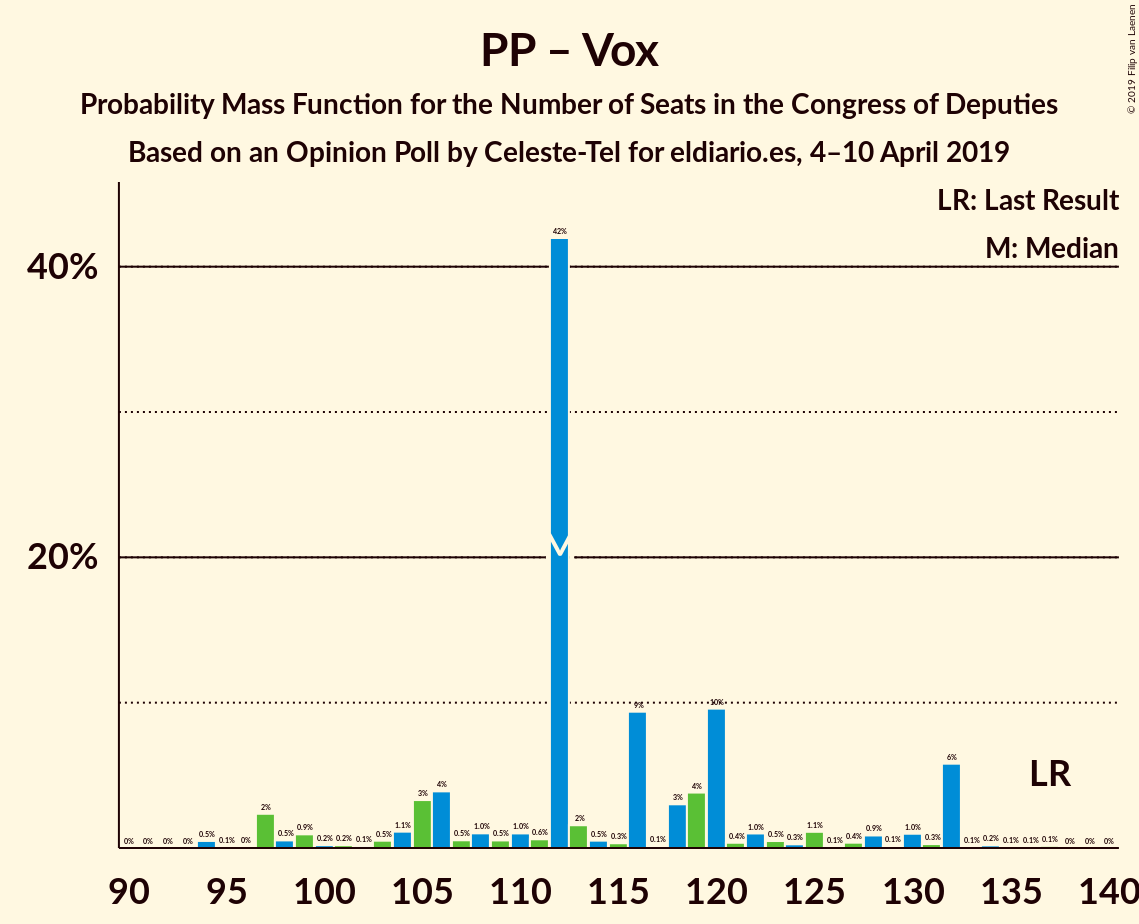 PP – Vox
Probability Mass Function for the Number of Seats in the Congress of Deputies
Based on an Opinion Poll by Celeste-Tel for eldiario.es, 4–10 April 2019
© 2019 Filip van Laenen
LR: Last Result
M: Median
40%
20%
0% 0% 0% 0% 0.5% 0.1% 0% 2% 0.5% 0.9% 0.2% 0.2% 0.1% 0.5% 1.1% 3% 4% 0.5% 1.0% 0.5% 1.0% 0.6% 42% 2% 0.5% 0.3% 9% 0.1% 3% 4% 10% 0.4% 1.0% 0.5% 0.3% 1.1% 0.1% 0.4% 0.9% 0.1% 1.0% 0.3% 6% 0.1% 0.2% 0.1% 0.1% 0.1% 0% 0% 0%
LR
90 95 100 105 110 115 120 125 130 135 140